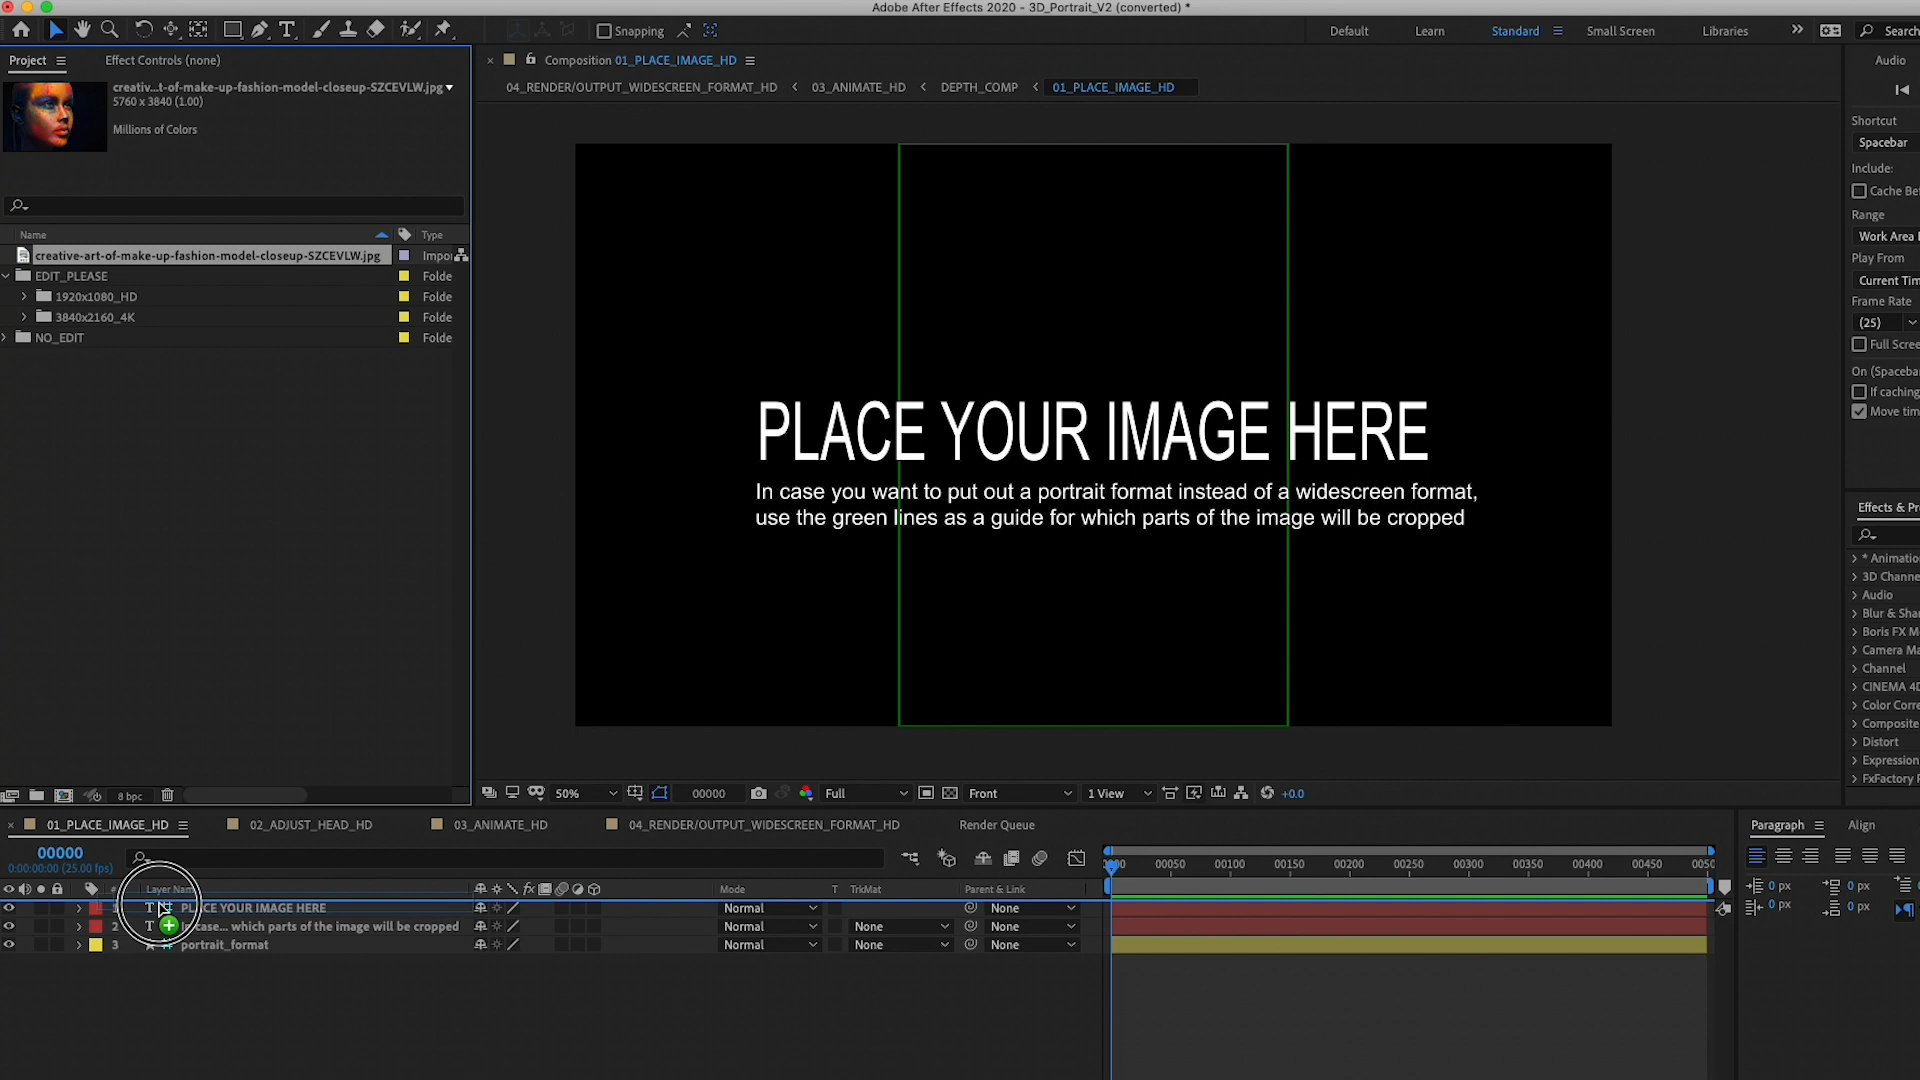 Adobe After Effects 2020 - 3D_Portrait_V2 (converted) *
Snapping
Default
Learn
Standard
Small Screen
Libraries
Search
Project
Effect Controls (none)
Composition 01_PLACE_IMAGE_HD
Audio
creativ...t-of-make-up-fashion-model-closeup-SZCEVLW.jpg
5760 x 3840 (1.00)
Millions of Colors
04_RENDER/OUTPUT_WIDESCREEN_FORMAT_HD
03_ANIMATE_HD
DEPTH_COMP
01_PLACE_IMAGE_HD
Shortcut
Spacebar
Include:
Cache Be
Range
Work Area
Play From
Current Tim
Frame Rate
(25)
Full Scree
On (Spaceba
If caching
Move tim
Name
Type
creative-art-of-make-up-fashion-model-closeup-SZCEVLW.jpg
Impo
EDIT_PLEASE
Folde
1920x1080_HD
Folde
3840x2160_4K
Folde
NO_EDIT
Folde
PLACE YOUR IMAGE HERE
In case you want to put out a portrait format instead of a widescreen format,
use the green lines as a guide for which parts of the image will be cropped
Effects & Pr
* Animatio
3D Channe
Audio
Blur & Sha
Boris FX M
Camera Ma
Channel
CINEMA 4D
Color Corre
Composite
Distort
Expression
FxFactory P
8 bpc
50%
00000
Full
Front
1 View
+0.0
01_PLACE_IMAGE_HD
02_ADJUST_HEAD_HD
03_ANIMATE_HD
04_RENDER/OUTPUT_WIDESCREEN_FORMAT_HD
Render Queue
Paragraph
Align
00000
0:00:00:00 (25.00 fps)
00050
00100
00150
00200
00250
00300
00350
00400
00450
0050
0 px
0 px
0 px
0 px
#
Layer Nam
fx
Mode
T
TrkMat
Parent & Link
1
T
PLACE YOUR IMAGE HERE
Normal
None
2
T
In case... which parts of the image will be cropped
Normal
None
None
3
portrait_format
Normal
None
None